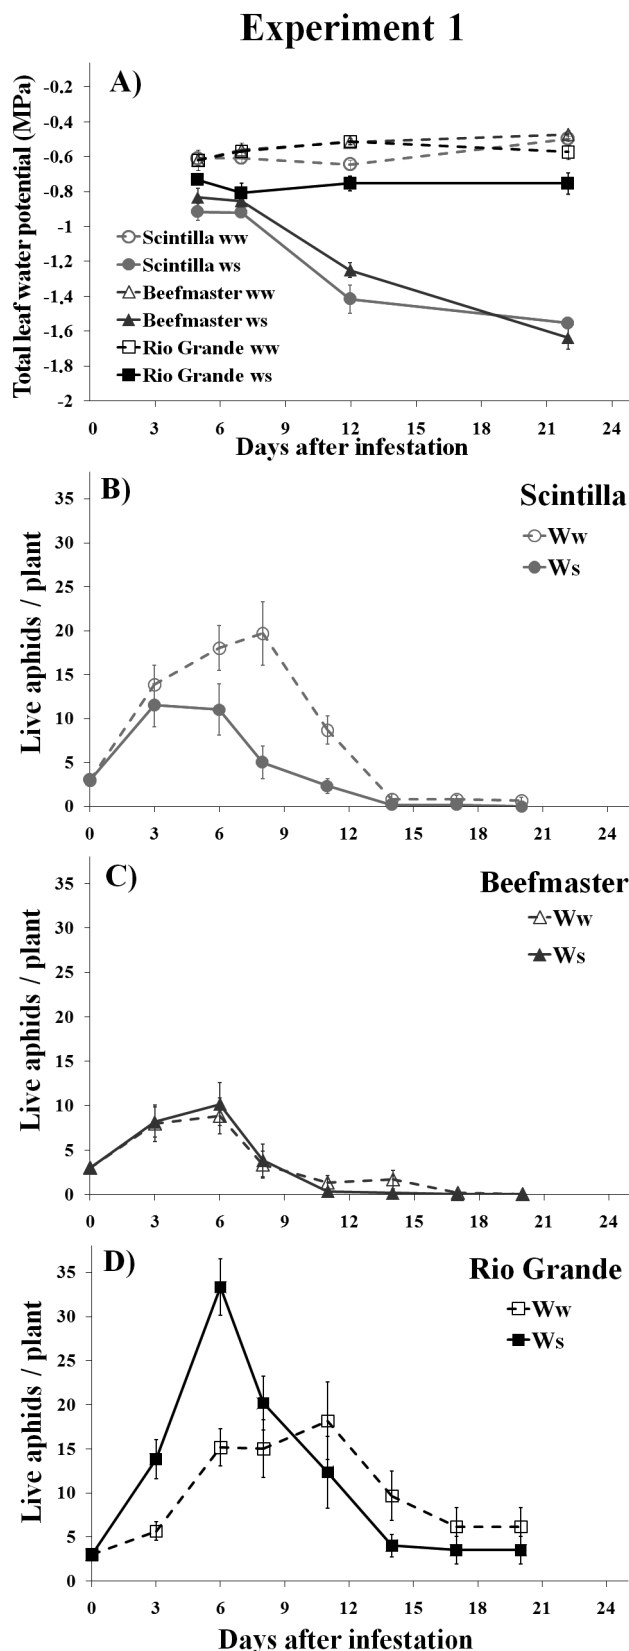 Experiment 1
A)
Total leaf water potential (MPa)
-0.2
-0.4
-0.6
-0.8
-1
-1.2
-1.4
-1.6
-1.8
-2
Scintilla ww
Scintilla ws
Beefmaster ww
Beefmaster ws
Rio Grande ww
Rio Grande ws
0 3 6 9 12 15 18 21 24
Days after infestation
B)
Scintilla
Ww
Ws
Live aphids / plant
35
30
25
20
15
10
5
0
0 3 6 9 12 15 18 21 24
C)
Beefmaster
Ww
Ws
Live aphids / plant
35
30
25
20
15
10
5
0
0 3 6 9 12 15 18 21 24
D)
Rio Grande
Ww
Ws
Live aphids / plant
35
30
25
20
15
10
5
0
0 3 6 9 12 15 18 21 24
Days after infestation